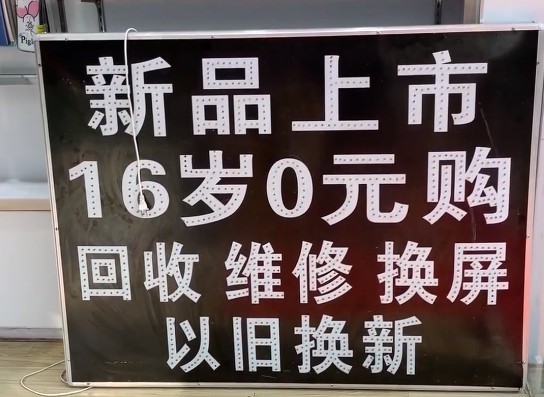 新品上市
16岁0元购
回收 维修 换屏
以旧换新